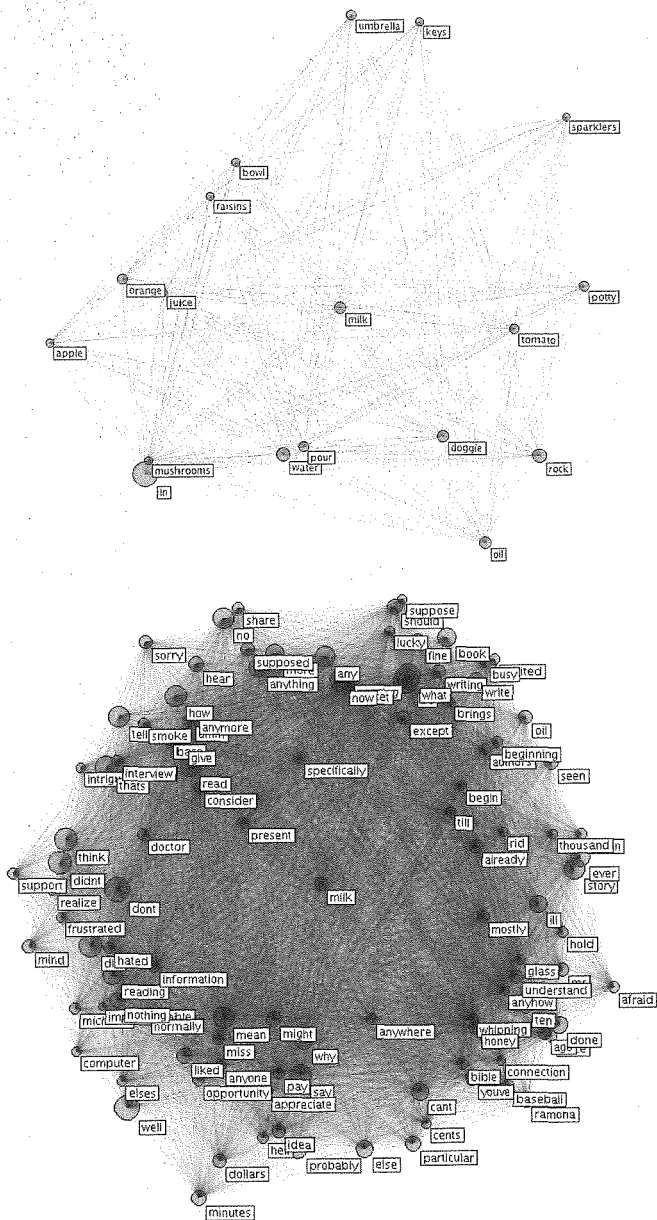 umbrella
keys
sparklers
bowl
raisins
orange
juice
potty
milk
tomato
apple
doggie
pour
water
rock
mushrooms
in
oil
suppose
share
should
no
lucky
sorry
supposed
fine
book
hear
any
busy
anything
writing
what
write
now
how
brings
tell
smoke
anymore
except
oil
beginning
give
authors
interview
specifically
seen
thats
read
begin
consider
till
present
rid
thousand
doctor
already
think
ever
support
didnt
milk
story
realize
dont
frustrated
mostly
ill
mind
hated
hold
information
glass
reading
understand
nothing
anyhow
normally
might
anywhere
whipping
ten
mean
honey
done
computer
miss
why
liked
anyone
bible
connection
elses
opportunity
pay
say
youve
baseball
appreciate
cant
ramona
well
cents
idea
dollars
probably
else
particular
minutes
afraid